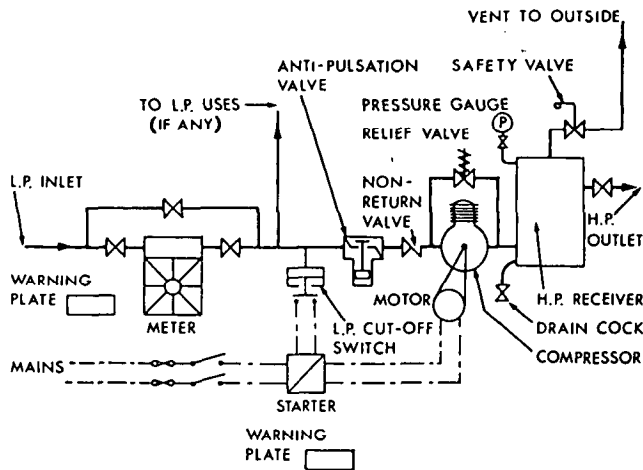 VENT TO OUTSIDE
SAFETY VALVE
ANTI-PULSATION
VALVE
PRESSURE GAUGE
P
TO L.P. USES
(IF ANY)
RELIEF VALVE
L.P. INLET
NON-
RETURN
VALVE
H.P.
OUTLET
WARNING
PLATE
METER
MOTOR
H.P. RECEIVER
L.P. CUT-OFF
SWITCH
DRAIN COCK
COMPRESSOR
MAINS
STARTER
WARNING
PLATE